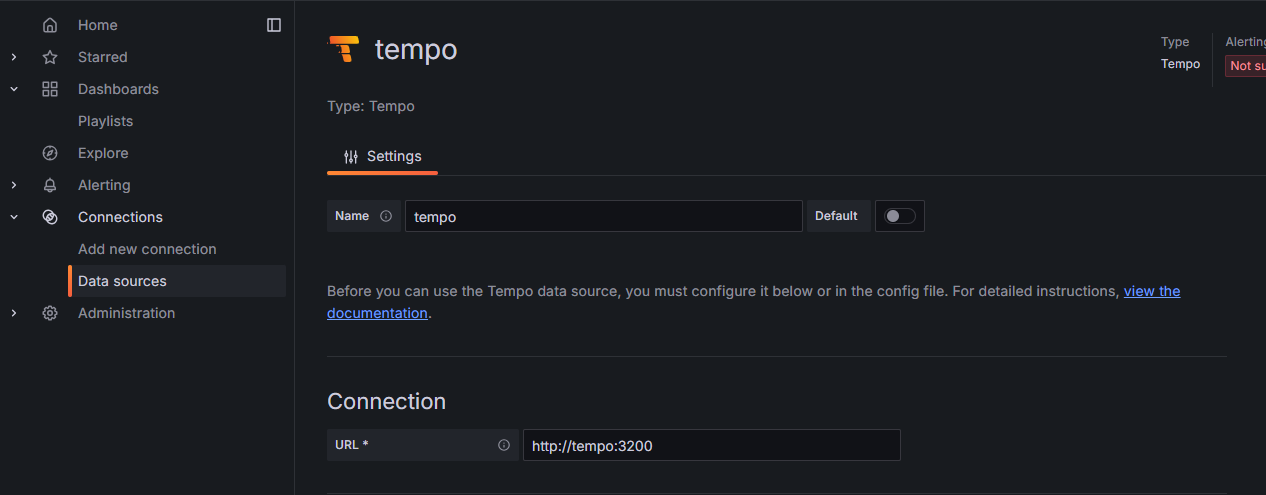 Home
Starred
Dashboards
Playlists
Explore
Alerting
Connections
Add new connection
Data sources
Administration
tempo
Type
Tempo
Alerting
Not su
Type: Tempo
Settings
Name
tempo
Default
Before you can use the Tempo data source, you must configure it below or in the config file. For detailed instructions, view the
documentation.
Connection
URL *
http://tempo:3200